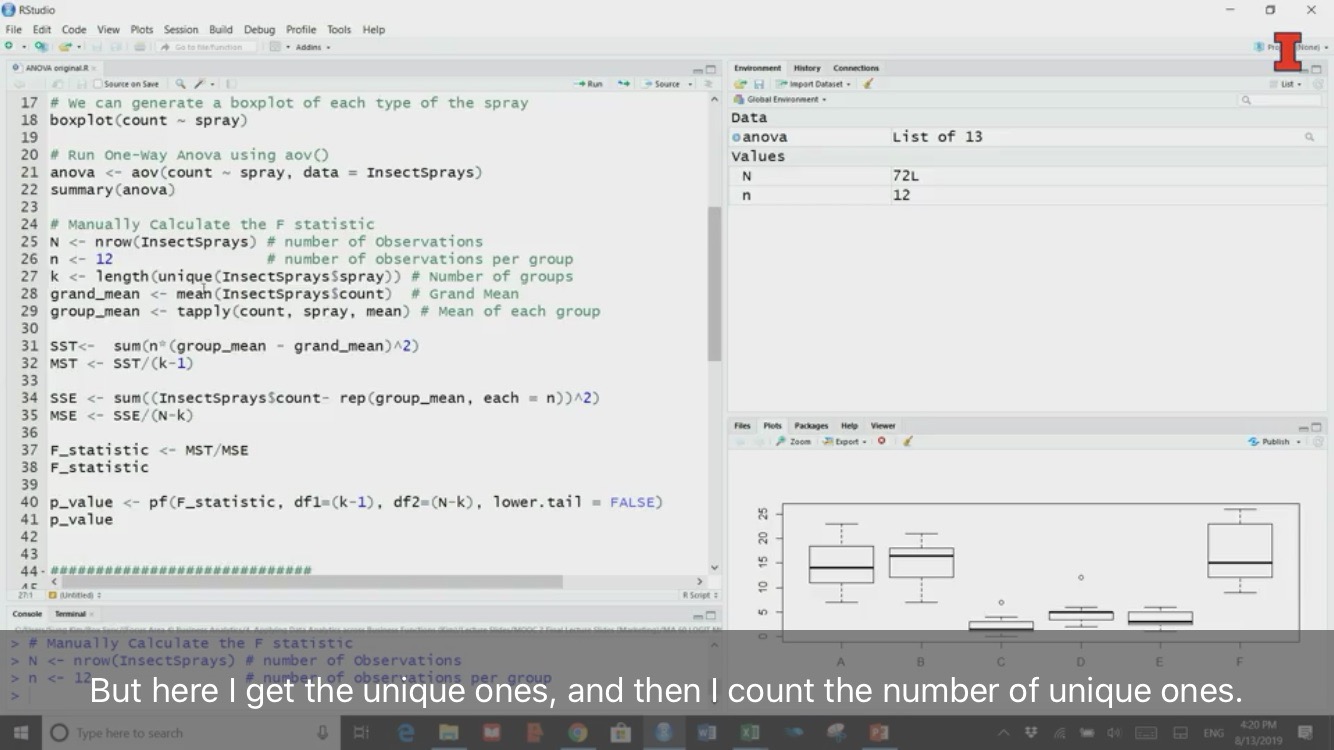 RStudio
File Edit Code View Plots Session Build Debug Profile Tools Help
Go to file/function Addins
ANOVA original.R
Source on Save Run Source
17 # We can generate a boxplot of each type of the spray
18 boxplot(count ~ spray)
19
20 # Run One-Way Anova using aov()
21 anova <- aov(count ~ spray, data = InsectSprays)
22 summary(anova)
23
24 # Manually Calculate the F statistic
25 N <- nrow(InsectSprays) # number of Observations
26 n <- 12 # number of observations per group
27 k <- length(unique(InsectSprays$spray)) # Number of groups
28 grand_mean <- mean(InsectSprays$count) # Grand Mean
29 group_mean <- tapply(count, spray, mean) # Mean of each group
30
31 SST<- sum(n*(group_mean - grand_mean)^2)
32 MST <- SST/(k-1)
33
34 SSE <- sum((InsectSprays$count- rep(group_mean, each = n))^2)
35 MSE <- SSE/(N-k)
36
37 F_statistic <- MST/MSE
38 F_statistic
39
40 p_value <- pf(F_statistic, df1=(k-1), df2=(N-k), lower.tail = FALSE)
41 p_value
42
43
44 #############################
45
27:1 (Untitled) R Script
Console Terminal
> # Manually Calculate the F statistic
> N <- nrow(InsectSprays) # number of Observations
> n <- 12 # number of observations per group
>
Environment History Connections
Import Dataset List
Global Environment
Data
anova List of 13
Values
N 72L
n 12
Files Plots Packages Help Viewer
Zoom Export Publish
25
20
15
10
5
0
A B C D E F
But here I get the unique ones, and then I count the number of unique ones.
Type here to search
ENG
4:20 PM
8/13/2019